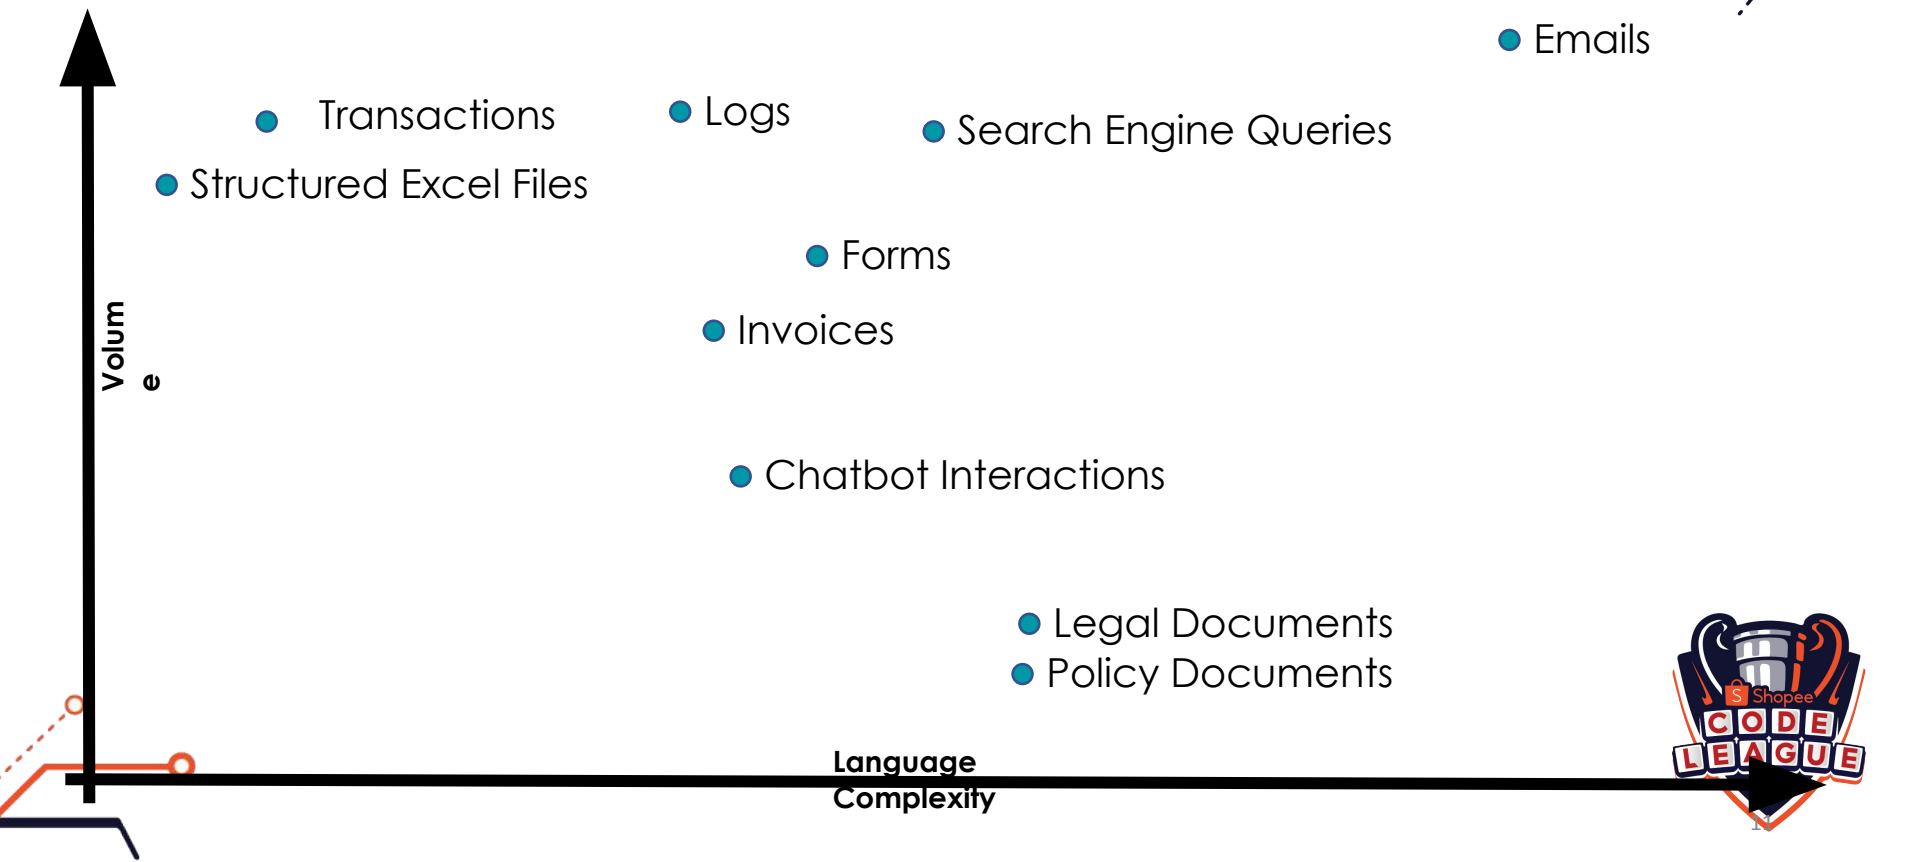 Emails
Transactions
Logs
Search Engine Queries
Structured Excel Files
Forms
Volum
e
Invoices
Chatbot Interactions
Legal Documents
Policy Documents
S Shopee
CODE
LEAGUE
Language
Complexity
11